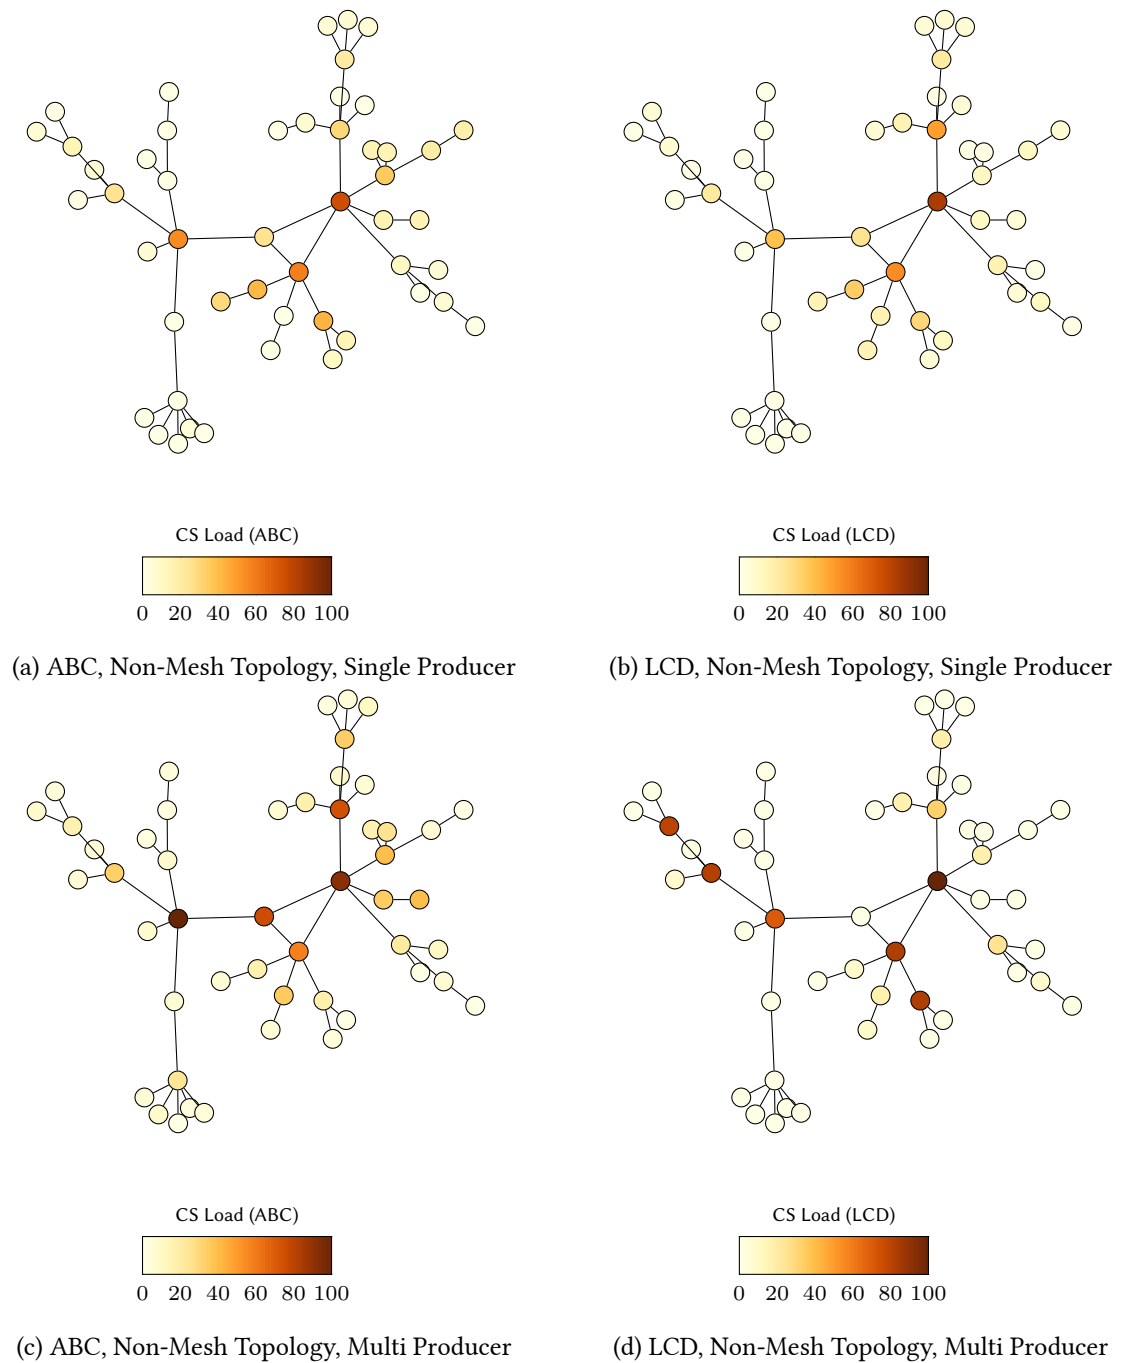 CS Load (ABC)
0 20 40 60 80 100
(a) ABC, Non-Mesh Topology, Single Producer
CS Load (LCD)
0 20 40 60 80 100
(b) LCD, Non-Mesh Topology, Single Producer
CS Load (ABC)
0 20 40 60 80 100
(c) ABC, Non-Mesh Topology, Multi Producer
CS Load (LCD)
0 20 40 60 80 100
(d) LCD, Non-Mesh Topology, Multi Producer